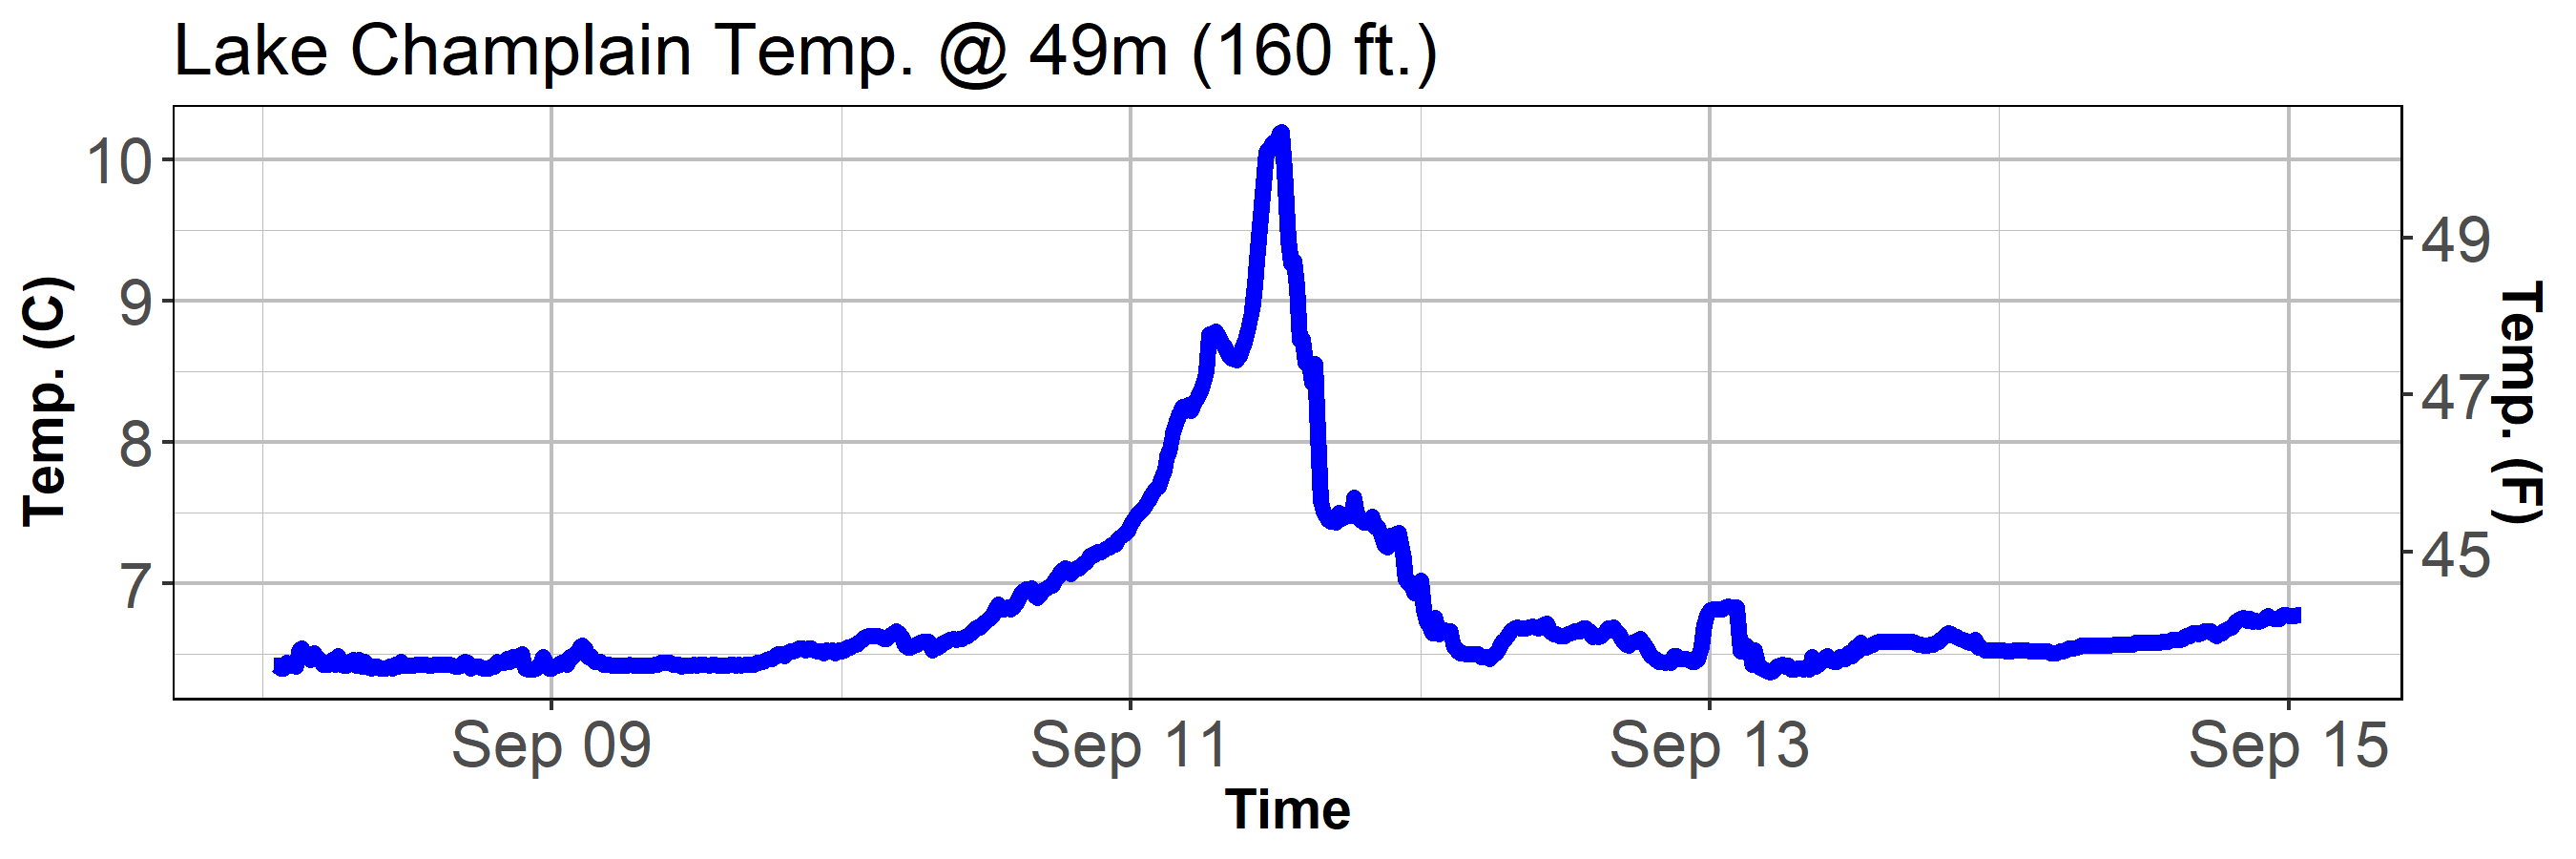 Lake Champlain Temp. @ 49m (160 ft.)
10
9
8
7
Temp. (C)
49
47
45
Temp. (F)
Sep 09
Sep 11
Sep 13
Sep 15
Time